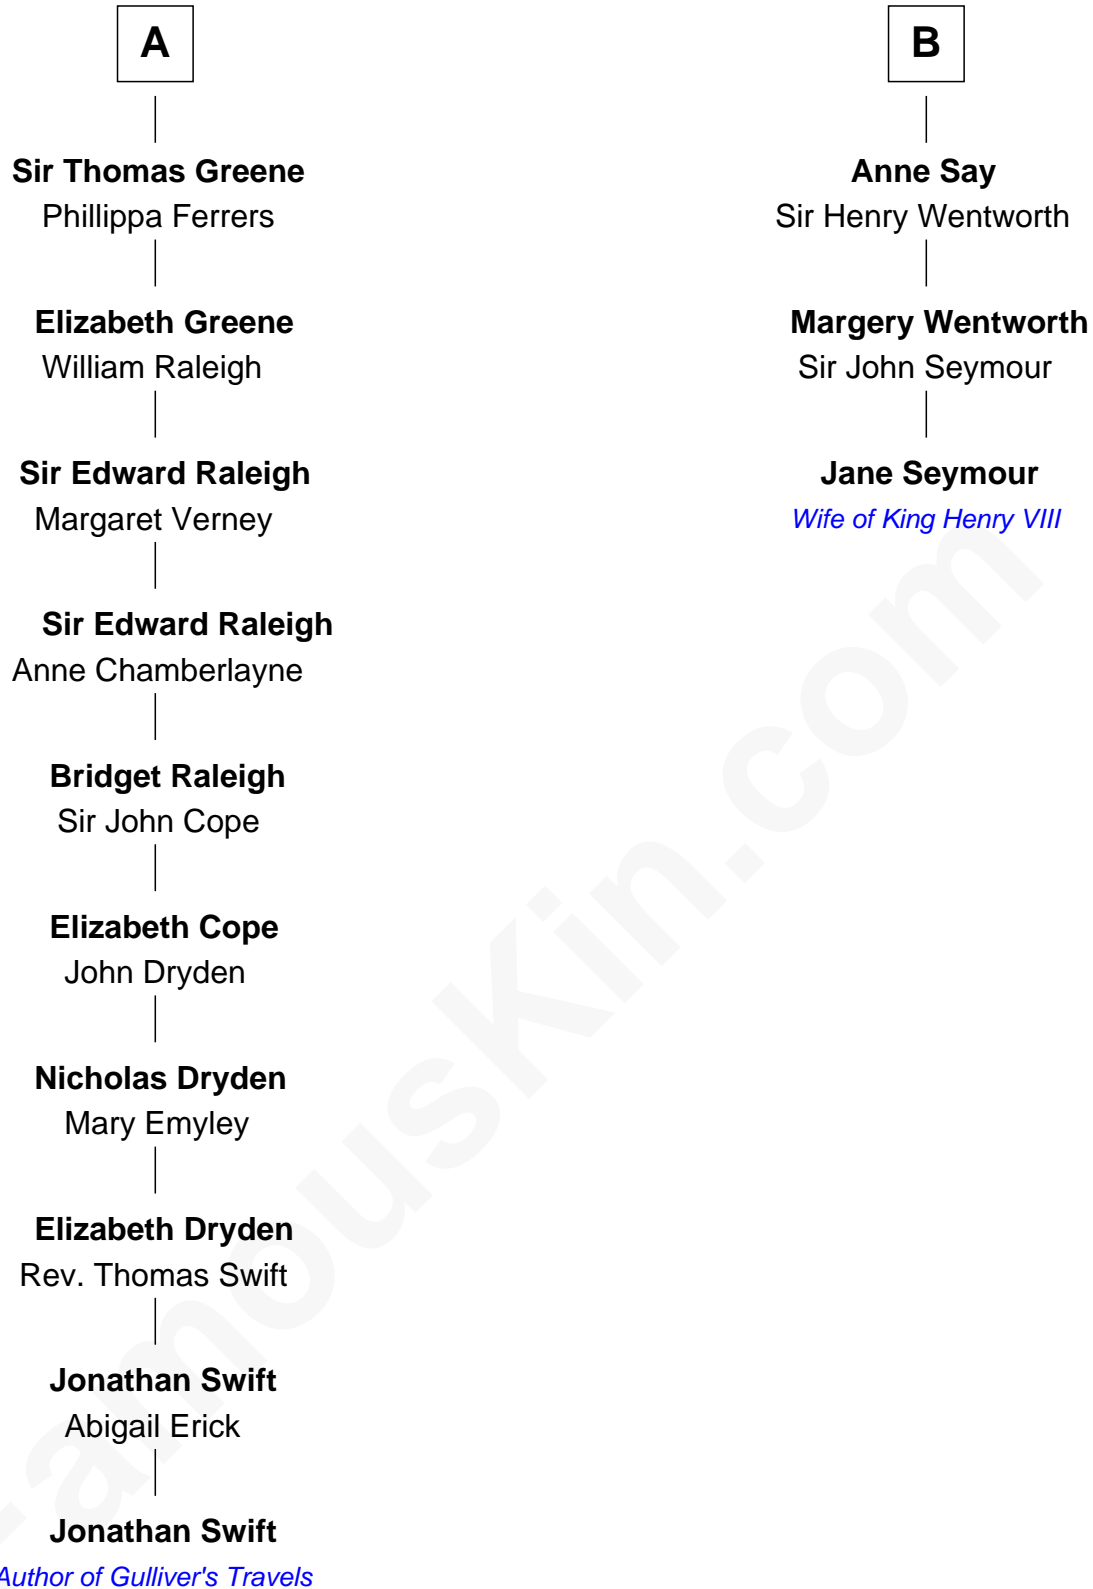 A
Sir Thomas Greene
Phillippa Ferrers
Elizabeth Greene
William Raleigh
Sir Edward Raleigh
Margaret Verney
Sir Edward Raleigh
Anne Chamberlayne
Bridget Raleigh
Sir John Cope
Elizabeth Cope
John Dryden
Nicholas Dryden
Mary Emyley
Elizabeth Dryden
Rev. Thomas Swift
Jonathan Swift
Abigail Erick
Jonathan Swift
Author of Gulliver's Travels
B
Anne Say
Sir Henry Wentworth
Margery Wentworth
Sir John Seymour
Jane Seymour
Wife of King Henry VIII
FamousKin.com